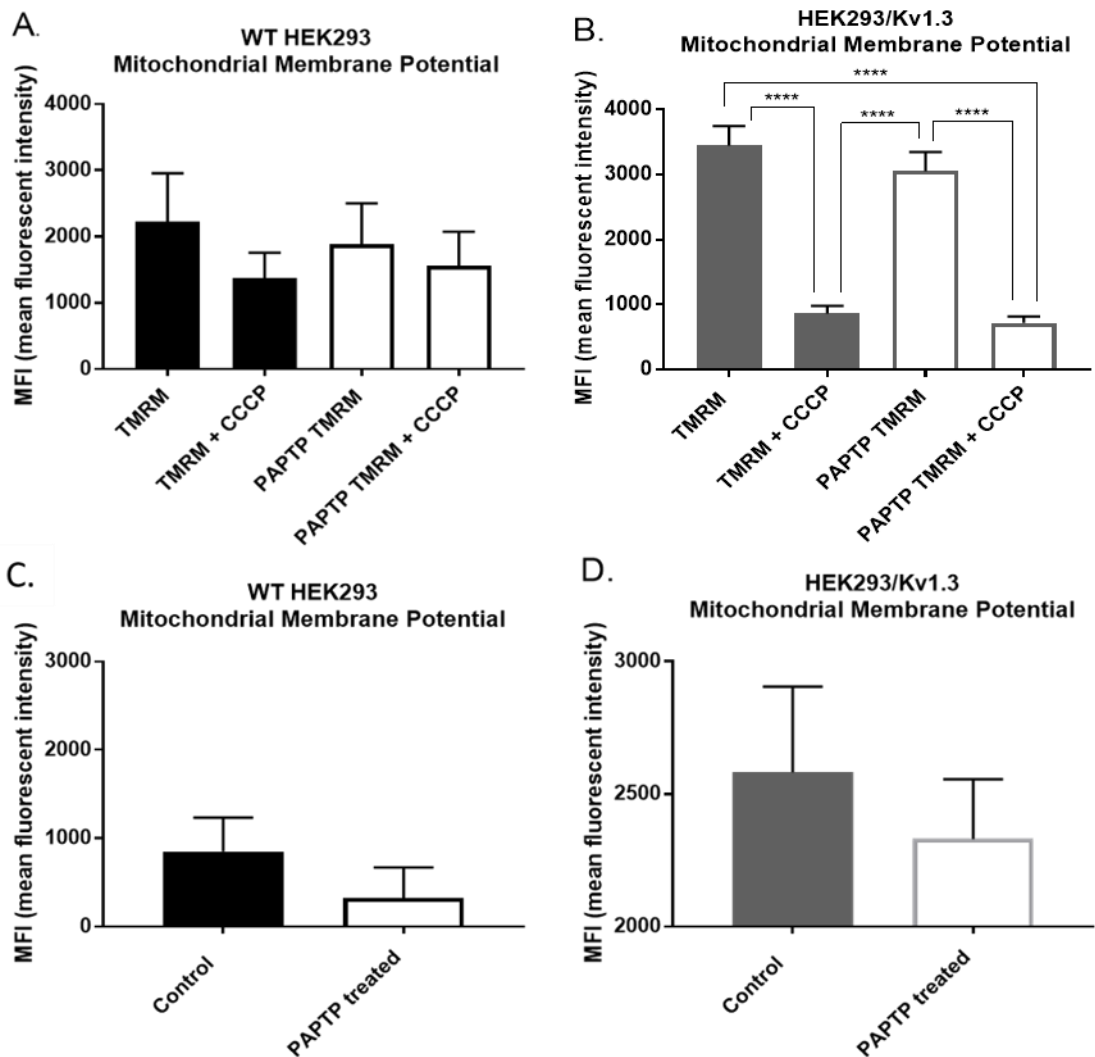 A.
WT HEK293
Mitochondrial Membrane Potential
MFI (mean fluorescent intensity)
4000
3000
2000
1000
0
TMRM
TMRM + CCCP
PAPTP TMRM
PAPTP TMRM + CCCP
B.
HEK293/Kv1.3
Mitochondrial Membrane Potential
MFI (mean fluorescent intensity)
4000
3000
2000
1000
0
****
****
****
****
TMRM
TMRM + CCCP
PAPTP TMRM
PAPTP TMRM + CCCP
C.
WT HEK293
Mitochondrial Membrane Potential
MFI (mean fluorescent intensity)
3000
2000
1000
0
Control
PAPTP treated
D.
HEK293/Kv1.3
Mitochondrial Membrane Potential
MFI (mean fluorescent intensity)
3000
2500
2000
Control
PAPTP treated